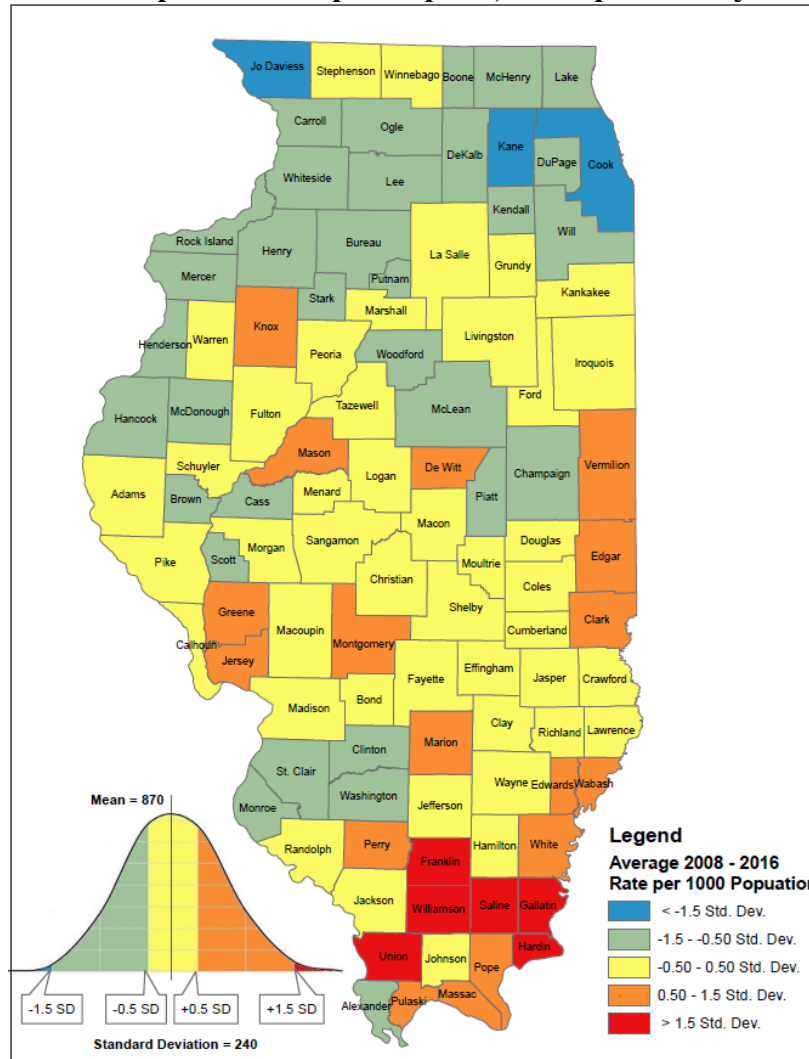 Jo Daviess
Stephenson
Winnebago
Boone
McHenry
Lake
Carroll
Ogle
DeKalb
Kane
DuPage
Cook
Whiteside
Lee
Kendall
Will
Rock Island
Henry
Bureau
Putnam
La Salle
Grundy
Mercer
Stark
Marshall
Kankakee
Henderson
Warren
Knox
Peoria
Woodford
Livingston
Iroquois
Hancock
McDonough
Fulton
Tazewell
McLean
Ford
Schuyler
Mason
Logan
De Witt
Champaign
Vermilion
Adams
Brown
Cass
Menard
Macon
Piatt
Pike
Scott
Morgan
Sangamon
Christian
Moultrie
Douglas
Edgar
Coles
Shelby
Greene
Calhoun
Jersey
Macoupin
Montgomery
Cumberland
Clark
Madison
Bond
Fayette
Effingham
Jasper
Crawford
Clinton
Marion
Clay
Richland
Lawrence
St. Clair
Monroe
Washington
Jefferson
Wayne
Edwards
Wabash
Randolph
Perry
Franklin
Hamilton
White
Jackson
Williamson
Saline
Gallatin
Union
Johnson
Pope
Hardin
Alexander
Pulaski
Massac
Mean = 870
-1.5 SD
-0.5 SD
+0.5 SD
+1.5 SD
Standard Deviation = 240
Legend
Average 2008 - 2016
Rate per 1000 Popuation
< -1.5 Std. Dev.
-1.5 - -0.50 Std. Dev.
-0.50 - 0.50 Std. Dev.
0.50 - 1.5 Std. Dev.
> 1.5 Std. Dev.